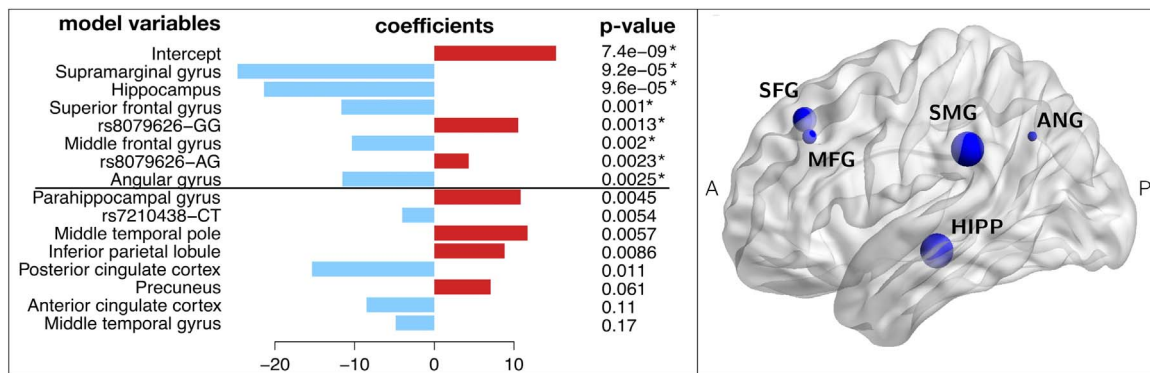 model variables coefficients p-value
Intercept 7.4e−09*
Supramarginal gyrus 9.2e−05*
Hippocampus 9.6e−05*
Superior frontal gyrus 0.001*
rs8079626−GG 0.0013*
Middle frontal gyrus 0.002*
rs8079626−AG 0.0023*
Angular gyrus 0.0025*
Parahippocampal gyrus 0.0045
rs7210438−CT 0.0054
Middle temporal pole 0.0057
Inferior parietal lobule 0.0086
Posterior cingulate cortex 0.011
Precuneus 0.061
Anterior cingulate cortex 0.11
Middle temporal gyrus 0.17
−20 −10 0 10
SFG
SMG ANG
MFG
A P
HIPP